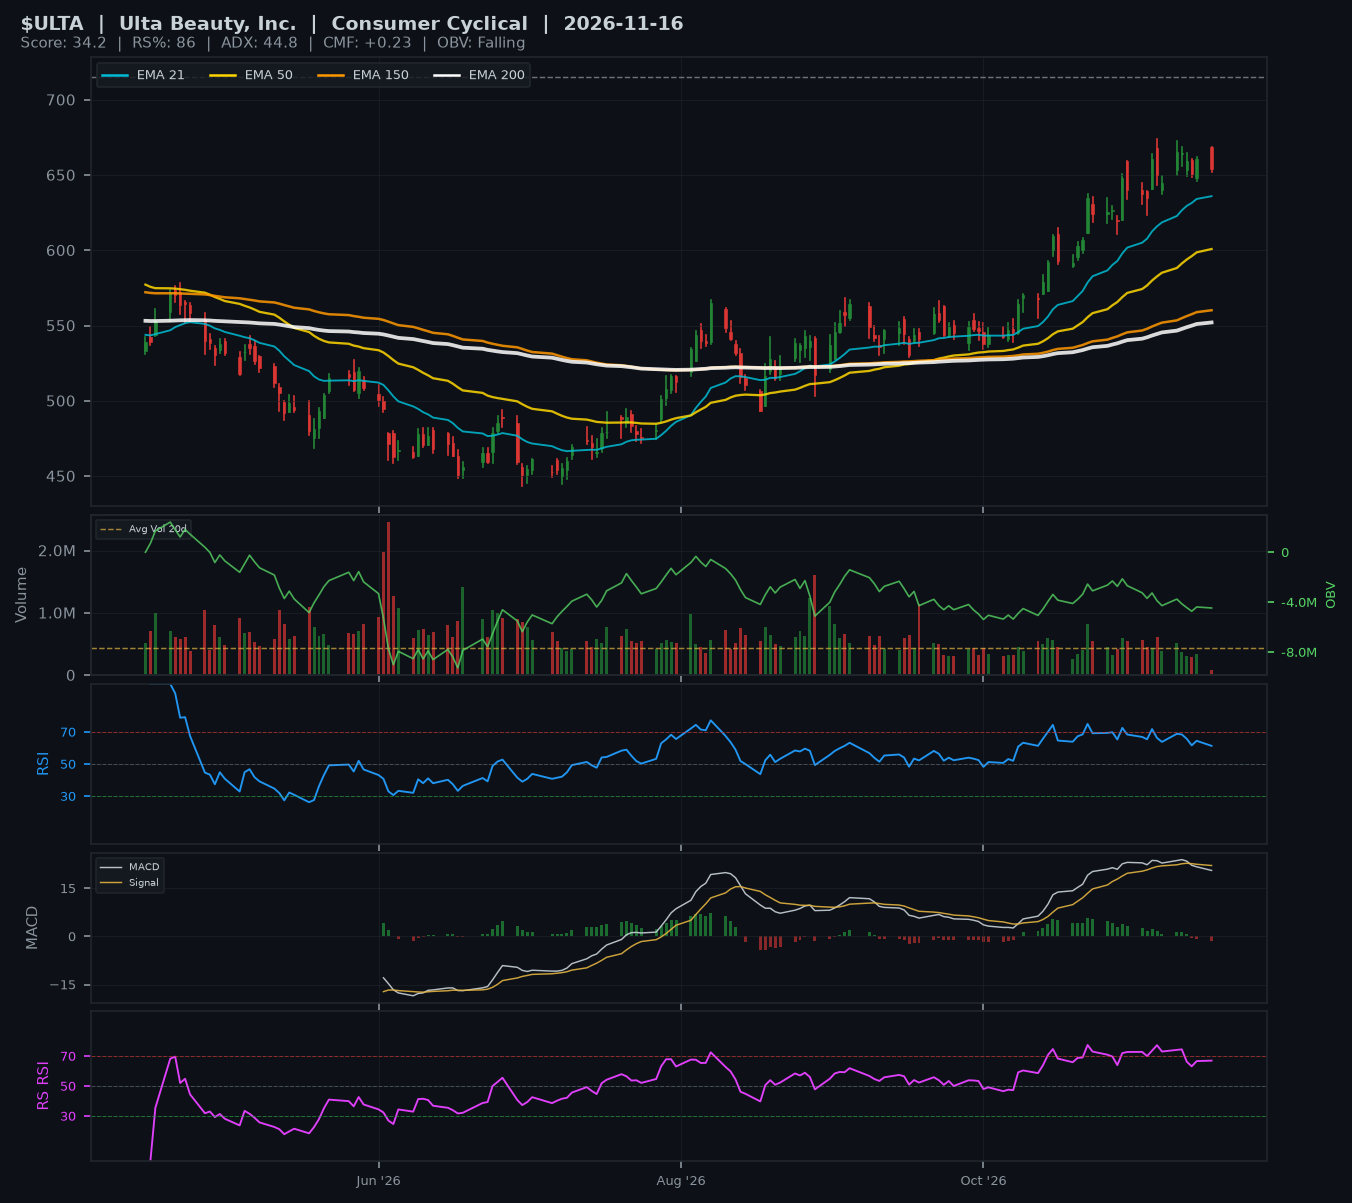 $ULTA | Ulta Beauty, Inc. | Consumer Cyclical | 2026-11-16
Score: 34.2 | RS%: 86 | ADX: 44.8 | CMF: +0.23 | OBV: Falling
EMA 21 EMA 50 EMA 150 EMA 200
700
650
600
550
500
450
Avg Vol 20d
Volume
2.0M
1.0M
0
0
-4.0M
-8.0M
OBV
RSI
70
50
30
MACD
Signal
MACD
15
0
−15
RS RSI
70
50
30
Jun '26 Aug '26 Oct '26